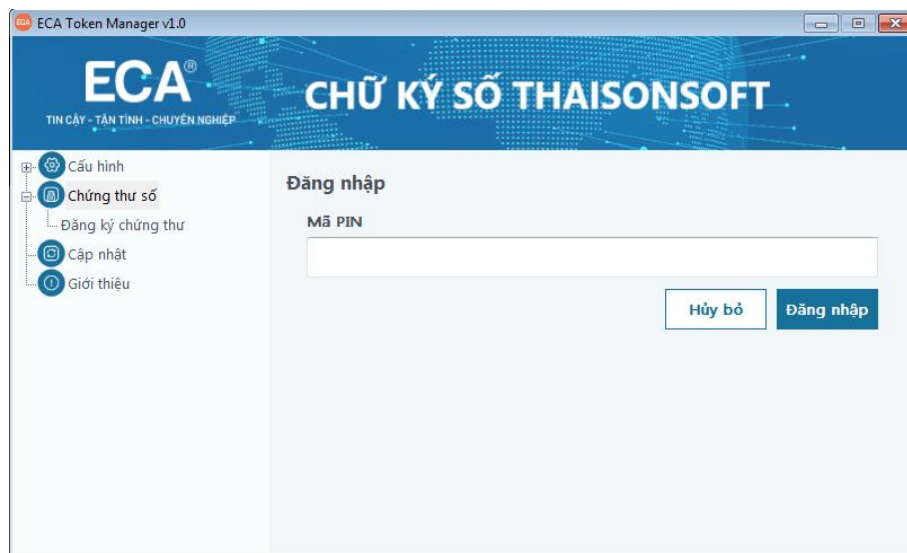 ECA ECA Token Manager v1.0
ECA®
TIN CẬY - TẬN TÌNH - CHUYÊN NGHIỆP
CHỮ KÝ SỐ THAISONSOFT
Cấu hình
Chứng thư số
Đăng ký chứng thư
Cập nhật
Giới thiệu
Đăng nhập
Mã PIN
Hủy bỏ Đăng nhập